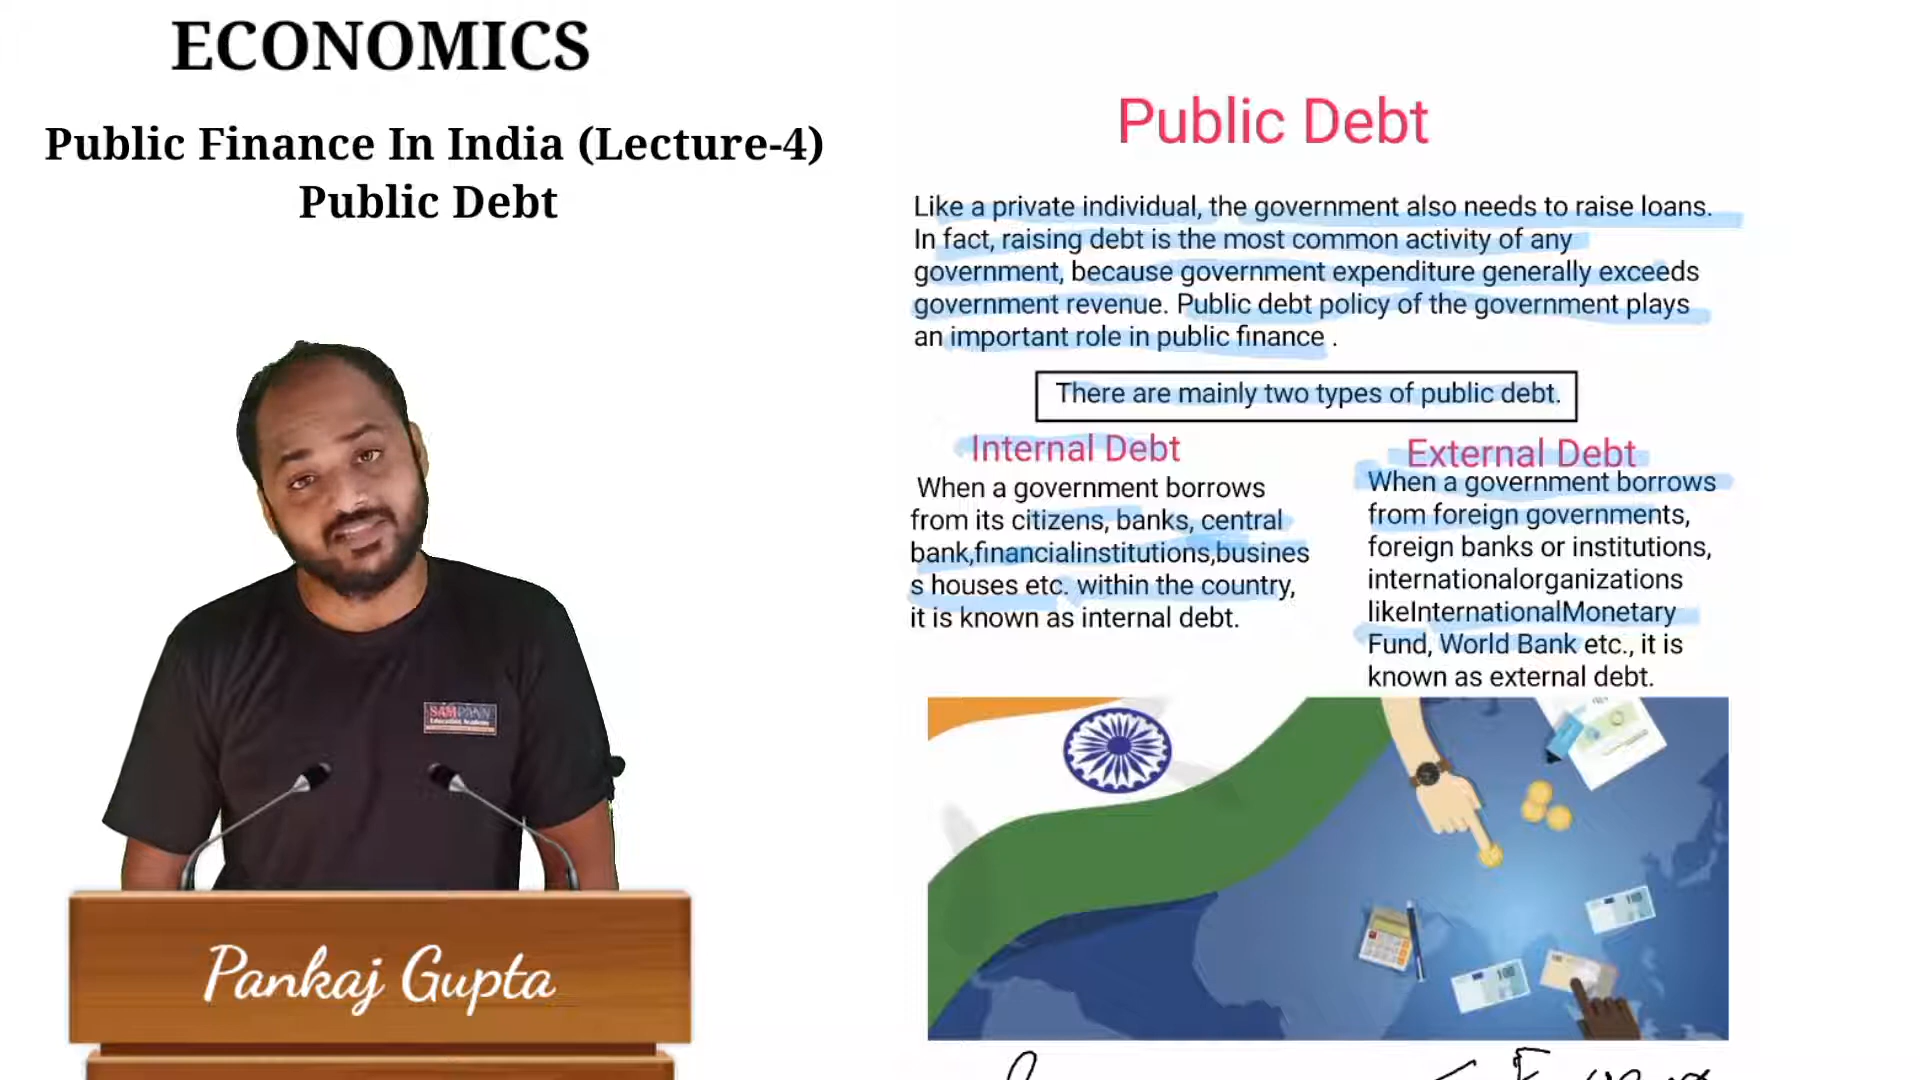 ECONOMICS
Public Finance In India (Lecture-4)
Public Debt
Public Debt
Like a private individual, the government also needs to raise loans.
In fact, raising debt is the most common activity of any
government, because government expenditure generally exceeds
government revenue. Public debt policy of the government plays
an important role in public finance .
There are mainly two types of public debt.
Internal Debt
When a government borrows
from its citizens, banks, central
bank,financialinstitutions,busines
s houses etc. within the country,
it is known as internal debt.
External Debt
When a government borrows
from foreign governments,
foreign banks or institutions,
internationalorganizations
likeInternationalMonetary
Fund, World Bank etc., it is
known as external debt.
SAMPANN
Pankaj Gupta
100
100